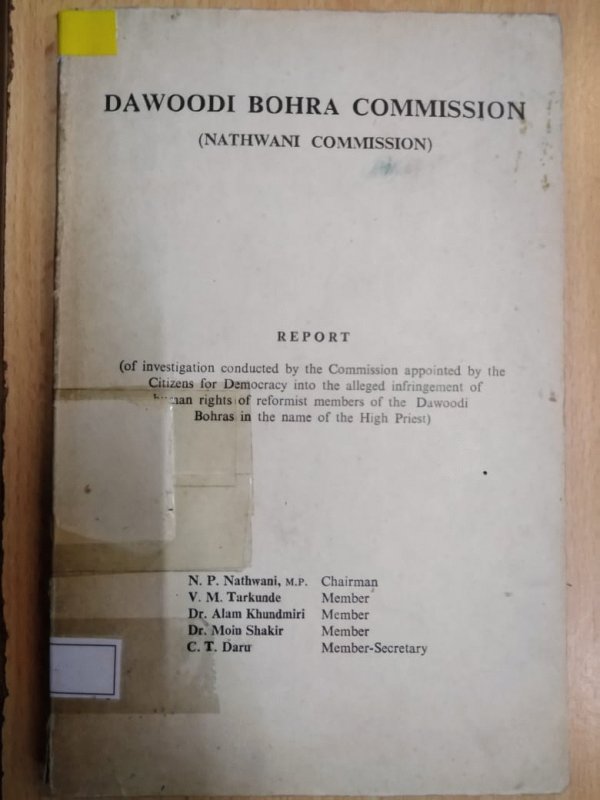 DAWOODI BOHRA COMMISSION
(NATHWANI COMMISSION)
REPORT
(of investigation conducted by the Commission appointed by the
Citizens for Democracy into the alleged infringement of
human rights of reformist members of the Dawoodi
Bohras in the name of the High Priest)
N. P. Nathwani, M.P. Chairman
V. M. Tarkunde Member
Dr. Alam Khundmiri Member
Dr. Moin Shakir Member
C. T. Daru Member-Secretary